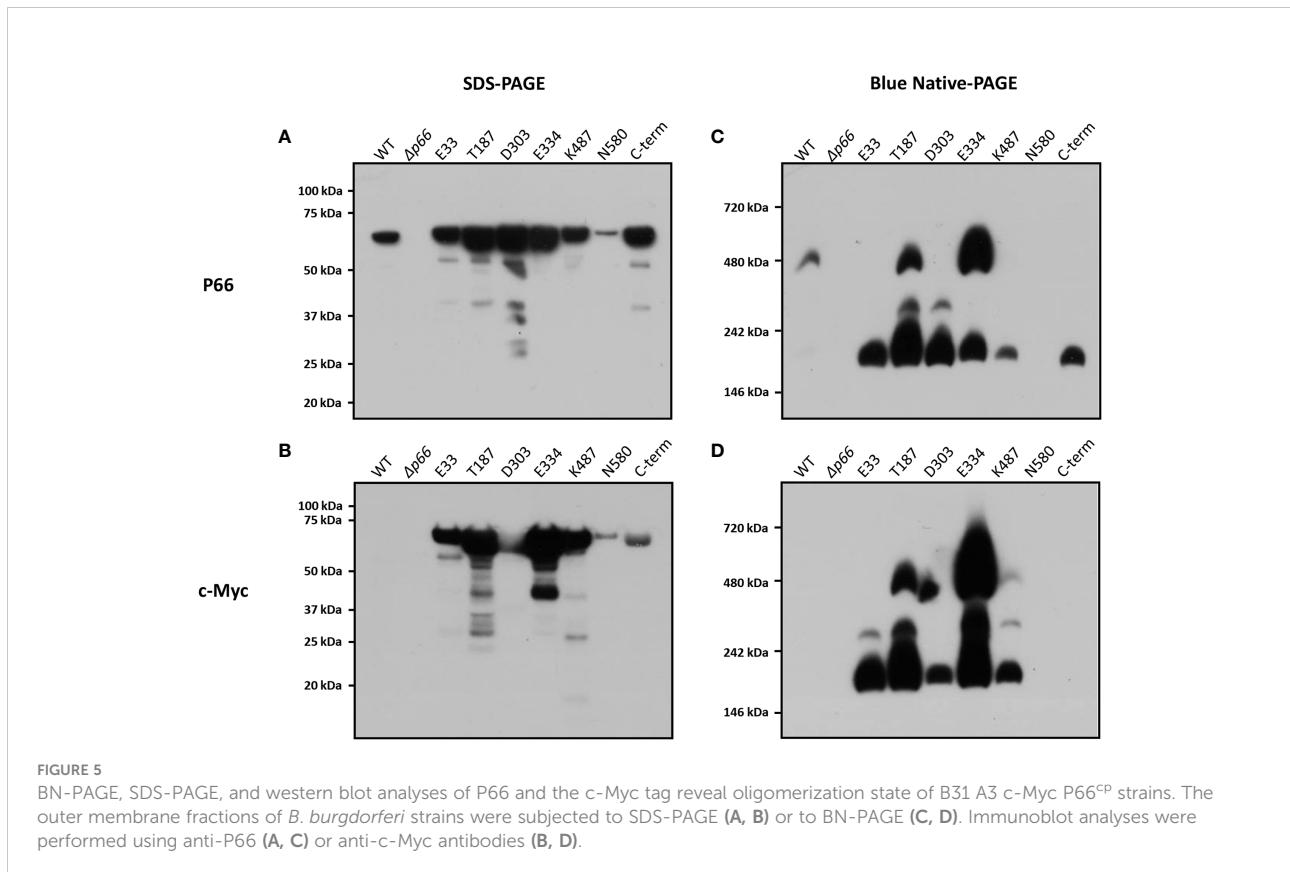 SDS-PAGE
Blue Native-PAGE
A
WT Δp66 E33 T187 D303 E334 K487 N580 C-term
100 kDa
75 kDa
50 kDa
37 kDa
25 kDa
20 kDa
P66
C
WT Δp66 E33 T187 D303 E334 K487 N580 C-term
720 kDa
480 kDa
242 kDa
146 kDa
B
WT Δp66 E33 T187 D303 E334 K487 N580 C-term
100 kDa
75 kDa
50 kDa
37 kDa
25 kDa
20 kDa
c-Myc
D
WT Δp66 E33 T187 D303 E334 K487 N580 C-term
720 kDa
480 kDa
242 kDa
146 kDa
FIGURE 5
BN-PAGE, SDS-PAGE, and western blot analyses of P66 and the c-Myc tag reveal oligomerization state of B31 A3 c-Myc P66cp strains. The
outer membrane fractions of B. burgdorferi strains were subjected to SDS-PAGE (A, B) or to BN-PAGE (C, D). Immunoblot analyses were
performed using anti-P66 (A, C) or anti-c-Myc antibodies (B, D).